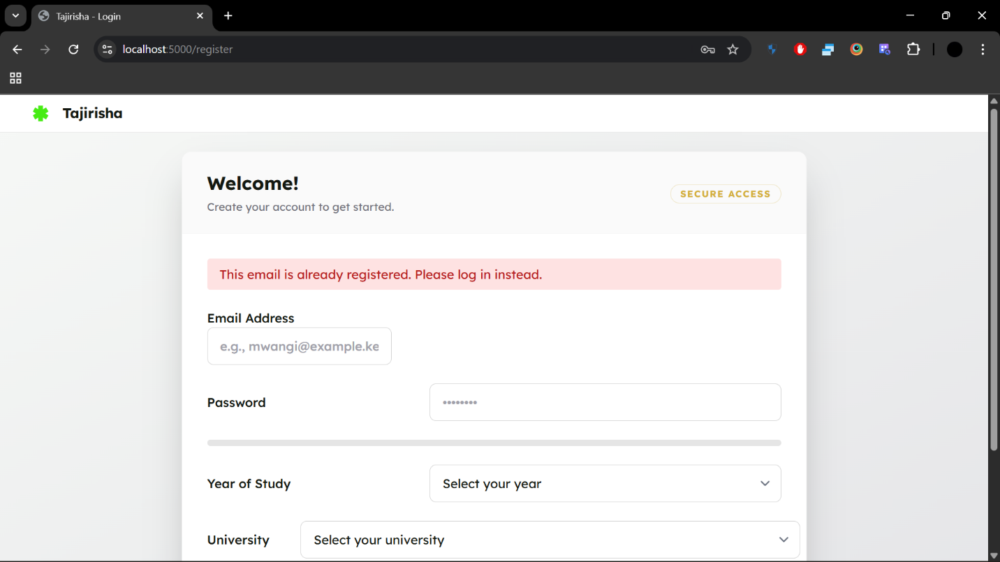 Tajirisha - Login
localhost:5000/register
Tajirisha
Welcome!
Create your account to get started.
SECURE ACCESS
This email is already registered. Please log in instead.
Email Address
e.g., mwangi@example.ke
Password
••••••••
Year of Study
Select your year
University
Select your university